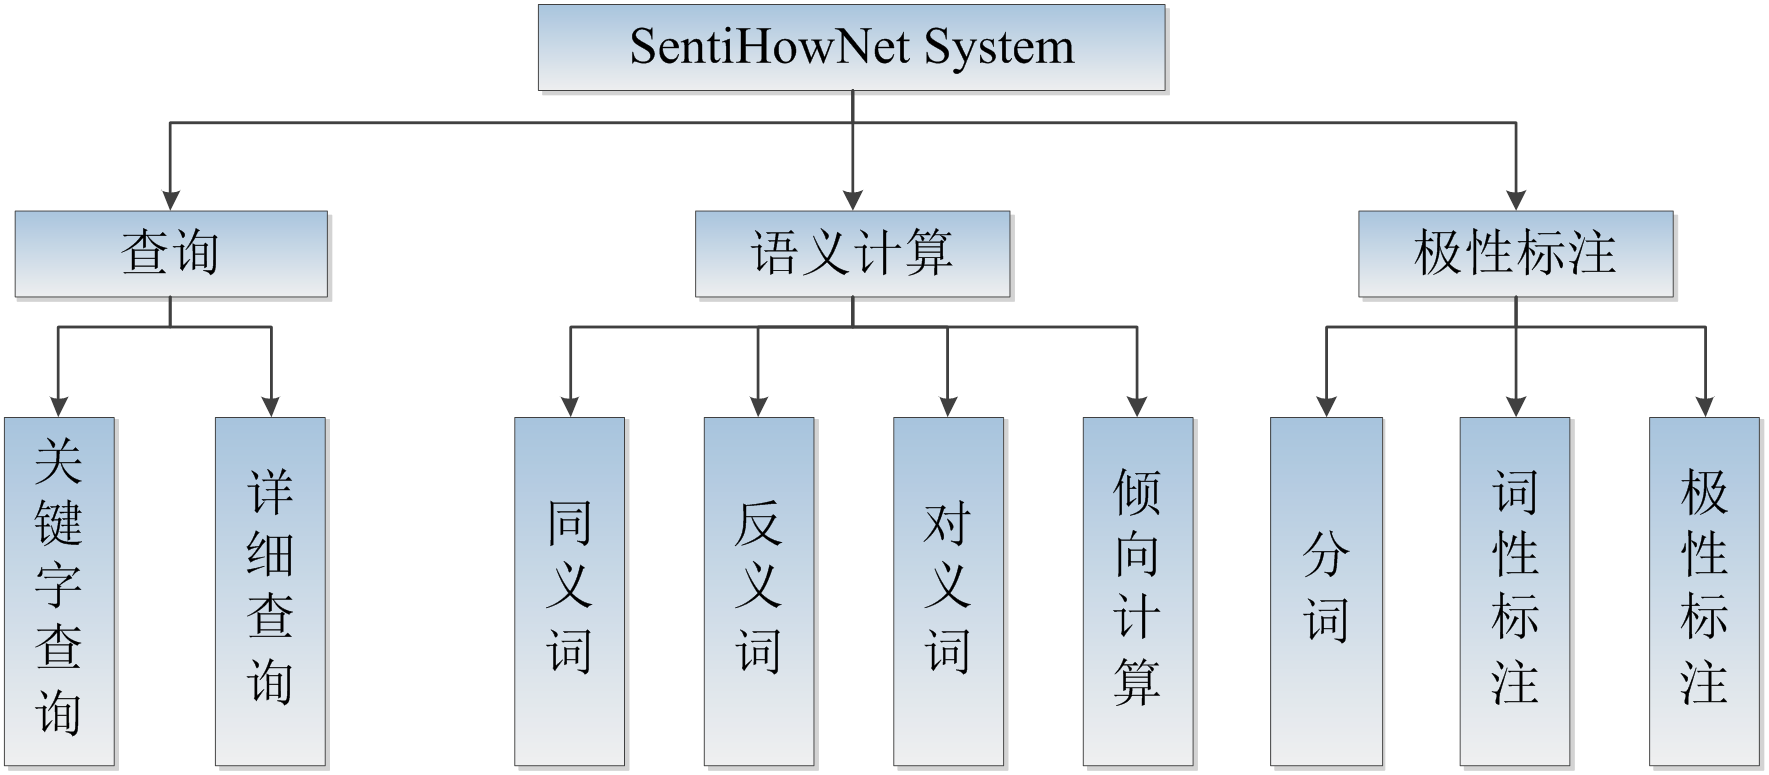 SentiHowNet System
查询
语义计算
极性标注
关键字查询
详细查询
同义词
反义词
对义词
倾向计算
分词
词性标注
极性标注